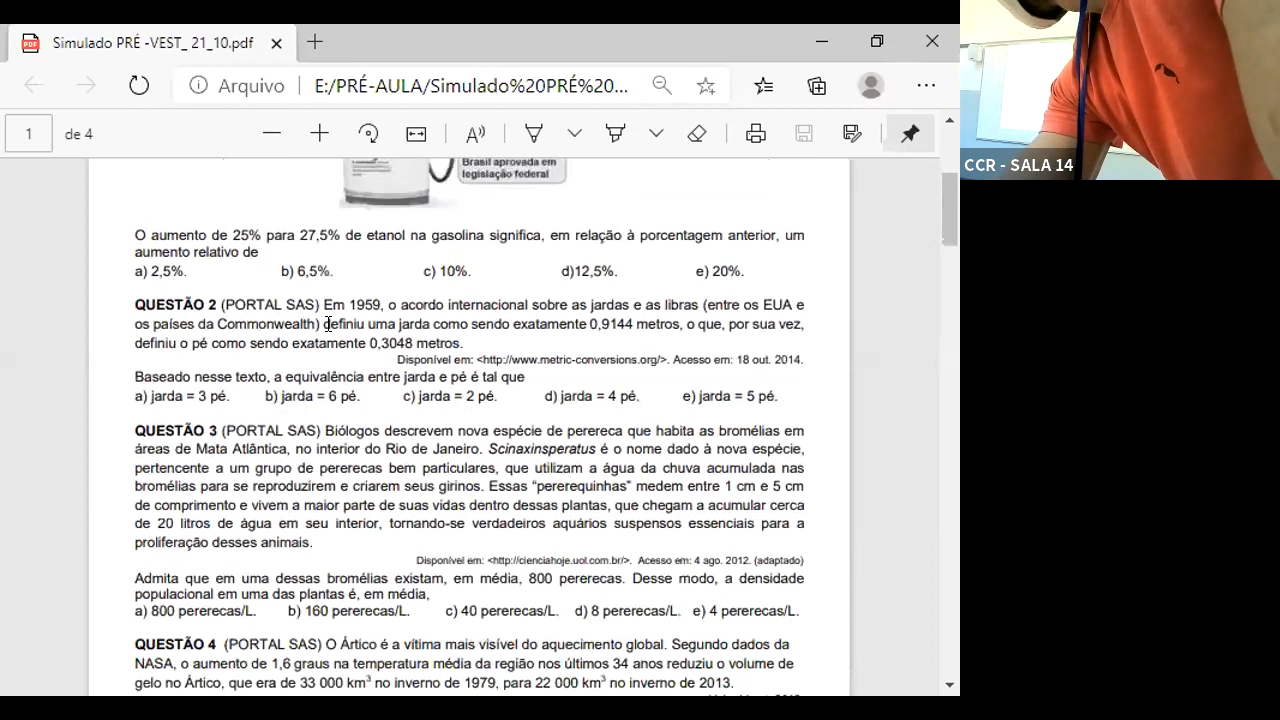 Simulado PRÉ -VEST_ 21_10.pdf
PDF
Arquivo
E:/PRÉ-AULA/Simulado%20PRÉ%20...
1 de 4
Brasil aprovada em
legislação federal
O aumento de 25% para 27,5% de etanol na gasolina significa, em relação à porcentagem anterior, um
aumento relativo de
a) 2,5%. b) 6,5%. c) 10%. d)12,5%. e) 20%.
QUESTÃO 2 (PORTAL SAS) Em 1959, o acordo internacional sobre as jardas e as libras (entre os EUA e
os países da Commonwealth) definiu uma jarda como sendo exatamente 0,9144 metros, o que, por sua vez,
definiu o pé como sendo exatamente 0,3048 metros.
Disponível em: <http://www.metric-conversions.org/>. Acesso em: 18 out. 2014.
Baseado nesse texto, a equivalência entre jarda e pé é tal que
a) jarda = 3 pé. b) jarda = 6 pé. c) jarda = 2 pé. d) jarda = 4 pé. e) jarda = 5 pé.
QUESTÃO 3 (PORTAL SAS) Biólogos descrevem nova espécie de perereca que habita as bromélias em
áreas de Mata Atlântica, no interior do Rio de Janeiro. Scinaxinsperatus é o nome dado à nova espécie,
pertencente a um grupo de pererecas bem particulares, que utilizam a água da chuva acumulada nas
bromélias para se reproduzirem e criarem seus girinos. Essas “pererequinhas” medem entre 1 cm e 5 cm
de comprimento e vivem a maior parte de suas vidas dentro dessas plantas, que chegam a acumular cerca
de 20 litros de água em seu interior, tornando-se verdadeiros aquários suspensos essenciais para a
proliferação desses animais.
Disponível em: <http://cienciahoje.uol.com.br/>. Acesso em: 4 ago. 2012. (adaptado)
Admita que em uma dessas bromélias existam, em média, 800 pererecas. Desse modo, a densidade
populacional em uma das plantas é, em média,
a) 800 pererecas/L. b) 160 pererecas/L. c) 40 pererecas/L. d) 8 pererecas/L. e) 4 pererecas/L.
QUESTÃO 4 (PORTAL SAS) O Ártico é a vítima mais visível do aquecimento global. Segundo dados da
NASA, o aumento de 1,6 graus na temperatura média da região nos últimos 34 anos reduziu o volume de
gelo no Ártico, que era de 33 000 km³ no inverno de 1979, para 22 000 km³ no inverno de 2013.
CCR - SALA 14